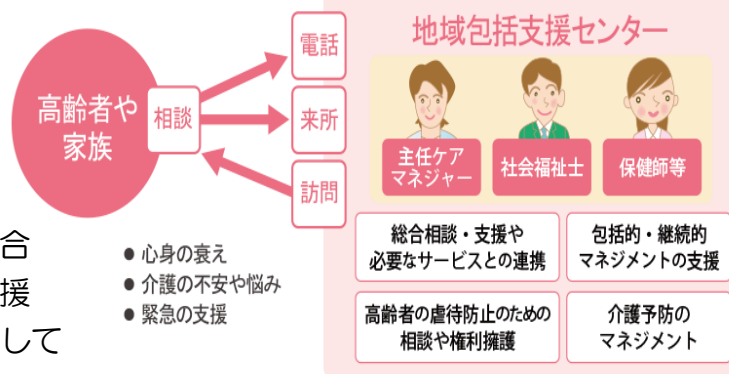 高齢者や
家族
相談
電話
来所
訪問
合
援
して
● 心身の衰え
● 介護の不安や悩み
● 緊急の支援
地域包括支援センター
主任ケア
マネジャー
社会福祉士
保健師等
総合相談・支援や
必要なサービスとの連携
包括的・継続的
マネジメントの支援
高齢者の虐待防止のための
相談や権利擁護
介護予防の
マネジメント